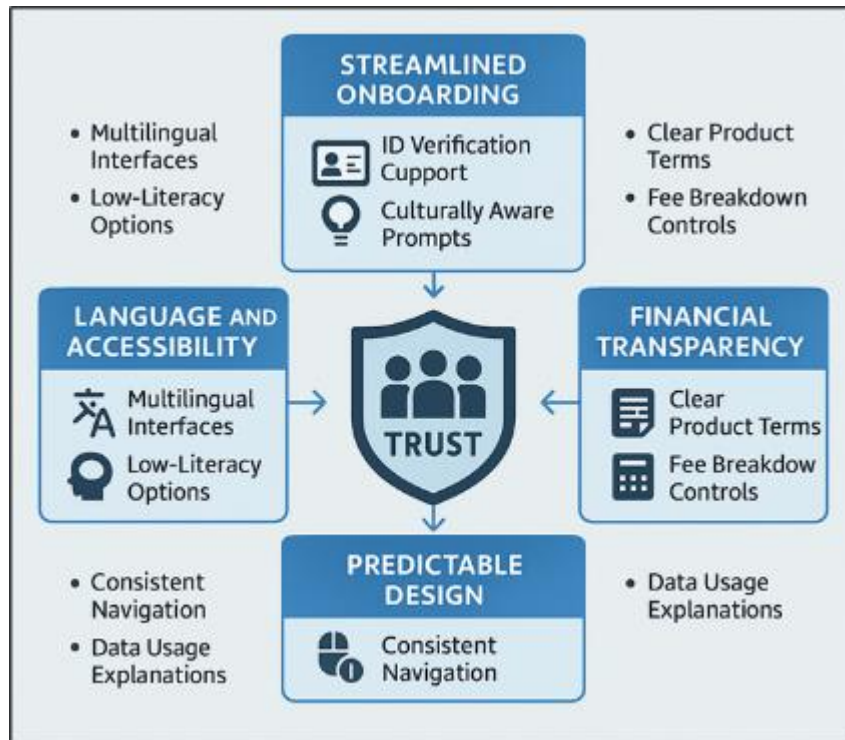 STREAMLINED
ONBOARDING
ID Verification
Cupport
Culturally Aware
Prompts
• Multilingual
Interfaces
• Low-Literacy
Options
• Clear Product
Terms
• Fee Breakdown
Controls
LANGUAGE AND
ACCESSIBILITY
Multilingual
Interfaces
Low-Literacy
Options
TRUST
FINANCIAL
TRANSPARENCY
Clear
Product Terms
Fee Breakdow
Controls
• Consistent
Navigation
• Data Usage
Explanations
PREDICTABLE
DESIGN
Consistent
Navigation
• Data Usage
Explanations